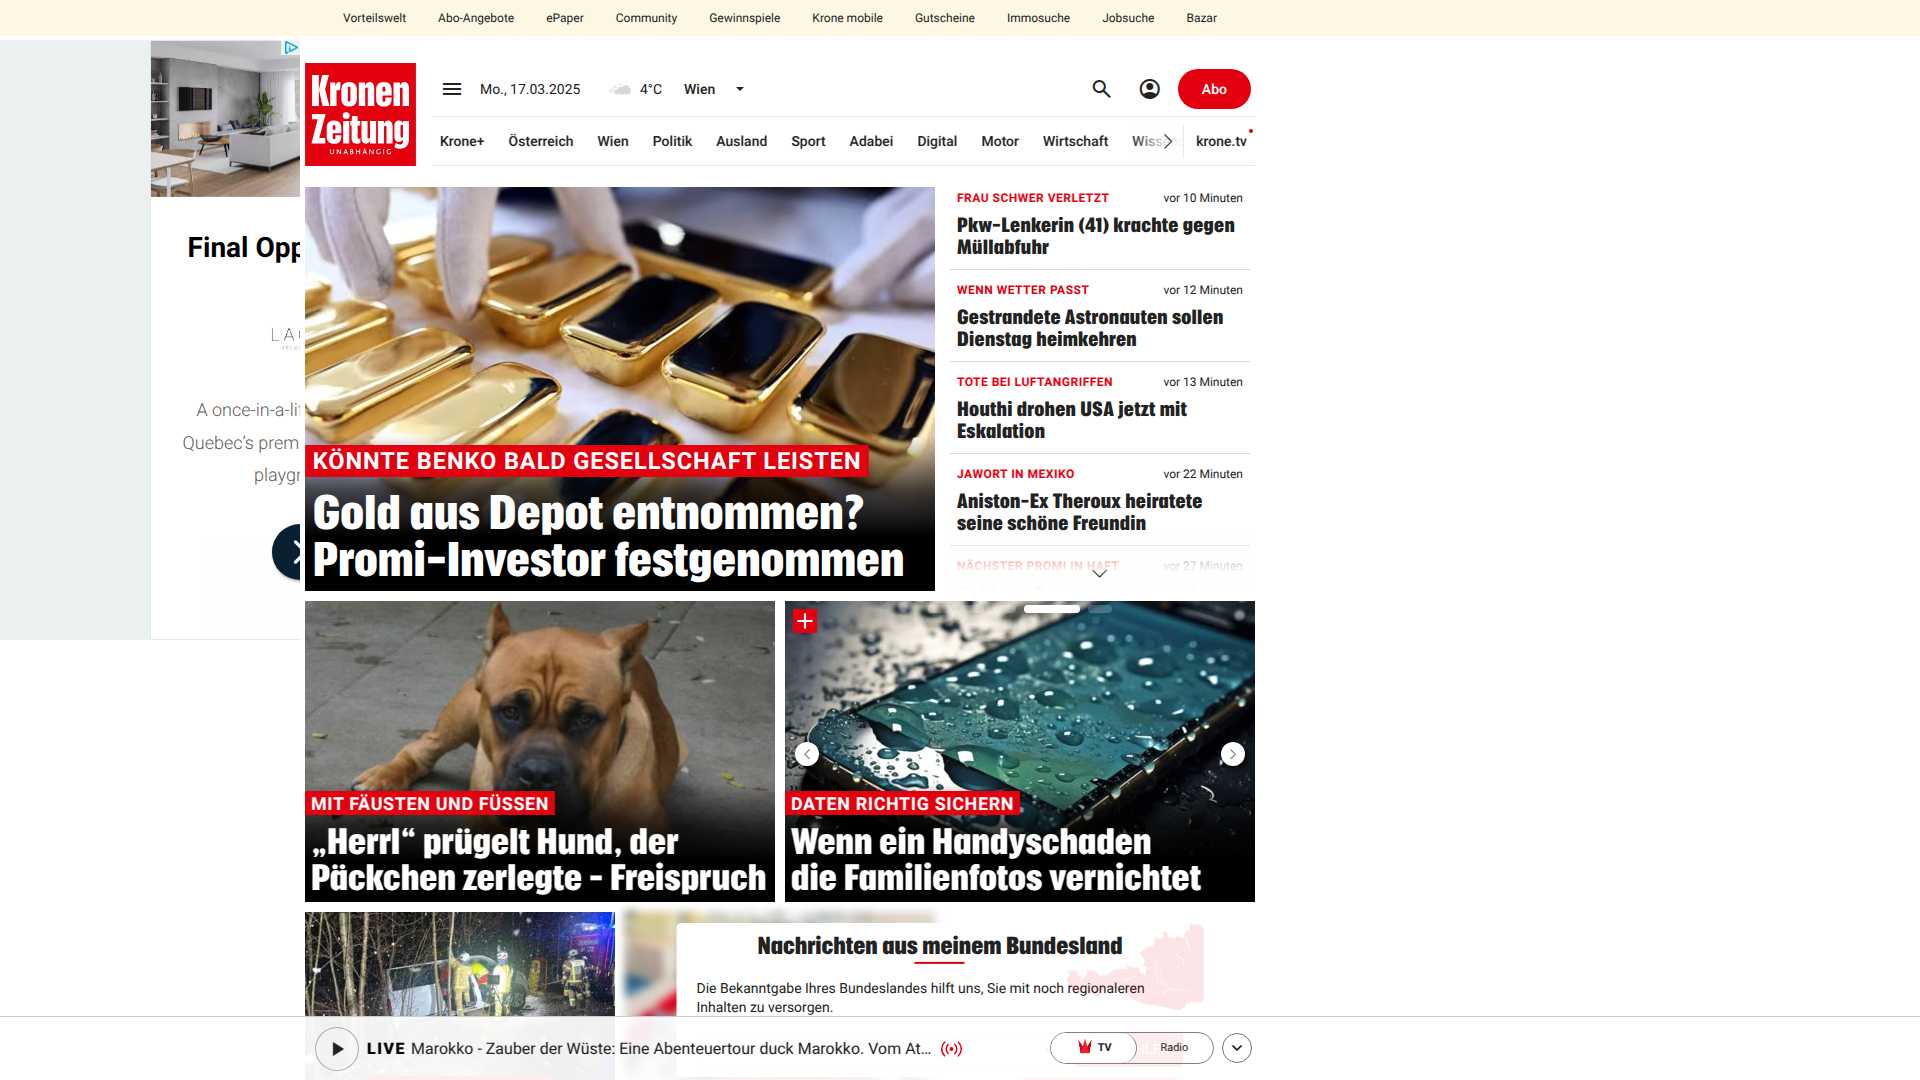 Vorteilswelt Abo-Angebote ePaper Community Gewinnspiele Krone mobile Gutscheine Immosuche Jobsuche Bazar
Kronen
Zeitung
UNABHÄNGIG
Mo., 17.03.2025 4°C Wien
Abo
Krone+ Österreich Wien Politik Ausland Sport Adabei Digital Motor Wirtschaft krone.tv
Final
A once-in-a-
Quebec's
KÖNNTE BENKO BALD GESELLSCHAFT LEISTEN
Gold aus Depot entnommen?
Promi-Investor festgenommen
FRAU SCHWER VERLETZT vor 10 Minuten
Pkw-Lenkerin (41) krachte gegen
Müllabfuhr
WENN WETTER PASST vor 12 Minuten
Gestrandete Astronauten sollen
Dienstag heimkehren
TOTE BEI LUFTANGRIFFEN vor 13 Minuten
Houthi drohen USA jetzt mit
Eskalation
JAWORT IN MEXIKO vor 22 Minuten
Aniston-Ex Theroux heiratete
seine schöne Freundin
NÄCHSTER PROMI IN HAFT vor 27 Minuten
MIT FÄUSTEN UND FÜSSEN
„Herrl“ prügelt Hund, der
Päckchen zerlegte - Freispruch
DATEN RICHTIG SICHERN
Wenn ein Handyschaden
die Familienfotos vernichtet
Nachrichten aus meinem Bundesland
Die Bekanntgabe Ihres Bundeslandes hilft uns, Sie mit noch regionaleren
Inhalten zu versorgen.
LIVE Marokko - Zauber der Wüste: Eine Abenteuertour duck Marokko. Vom At...
TV Radio